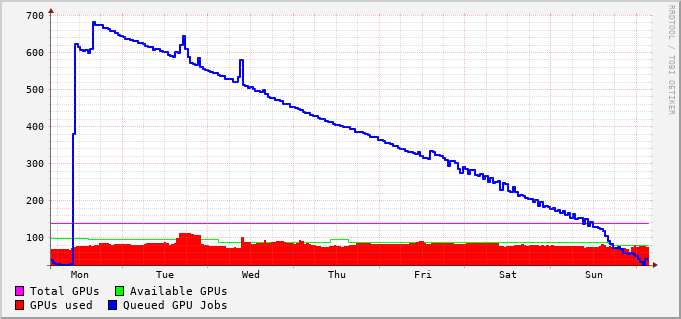 700
600
500
400
300
200
100
Mon Tue Wed Thu Fri Sat Sun
Total GPUs Available GPUs
GPUs used Queued GPU Jobs
RRDTOOL / TOBI OETIKER